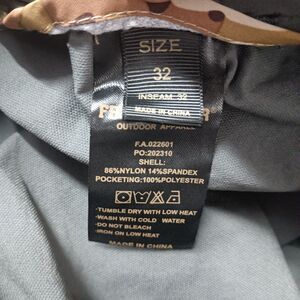 SIZE
32
INSEAM 32
MADE IN CHINA
OUTDOOR APPAREL
F.A.022601
PO:202310
SHELL:
86%NYLON 14%SPANDEX
POCKETING:100%POLYESTER
·TUMBLE DRY WITH LOW HEAT
·WASH WITH COLD WATER
·DO NOT BLEACH
·IRON ON LOW HEAT
MADE IN CHINA